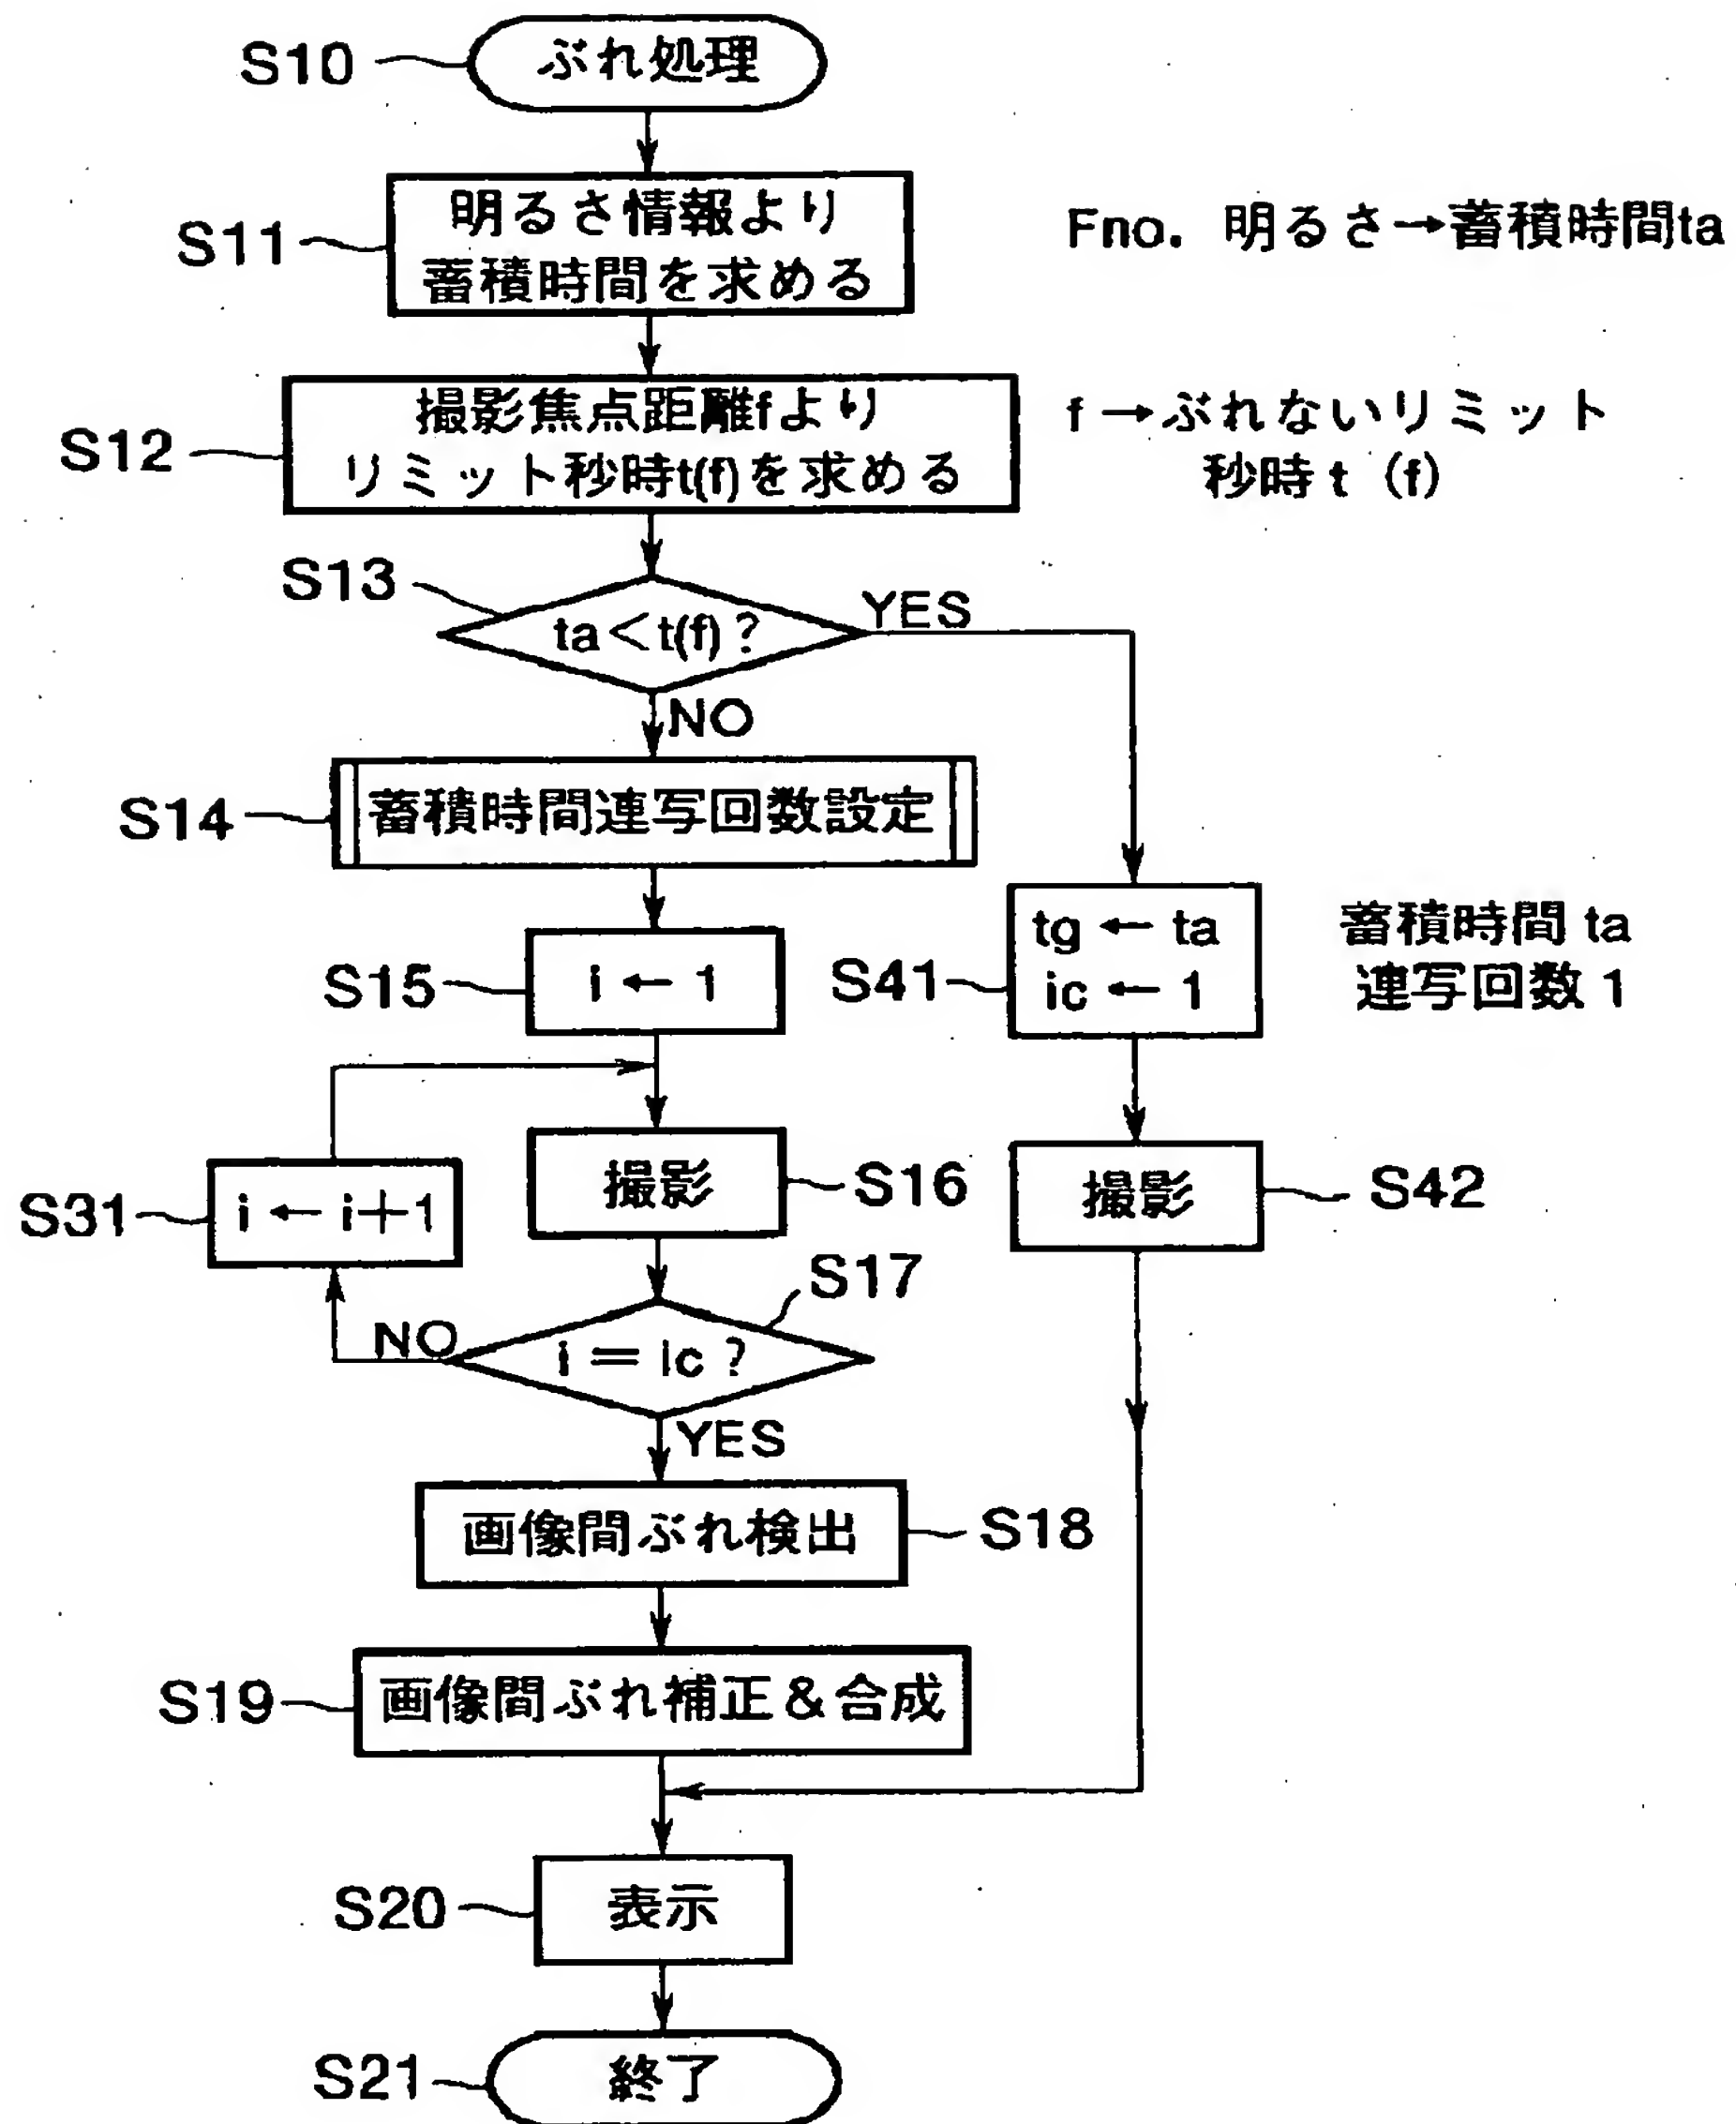 S10
ぶれ処理
S11
明るさ情報より
蓄積時間を求める
Fno. 明るさ→蓄積時間ta
S12
撮影焦点距離fより
リミット秒時t(f)を求める
f→ぶれないリミット
秒時t (f)
S13
ta<t(f)?
YES
NO
S14
蓄積時間連写回数設定
S15
i ← 1
S41
tg ← ta
ic ← 1
蓄積時間 ta
連写回数 1
S31
i ← i+1
撮影
S16
撮影
S42
S17
NO
i = ic ?
YES
画像間ぶれ検出
S18
S19
画像間ぶれ補正&合成
S20
表示
S21
終了